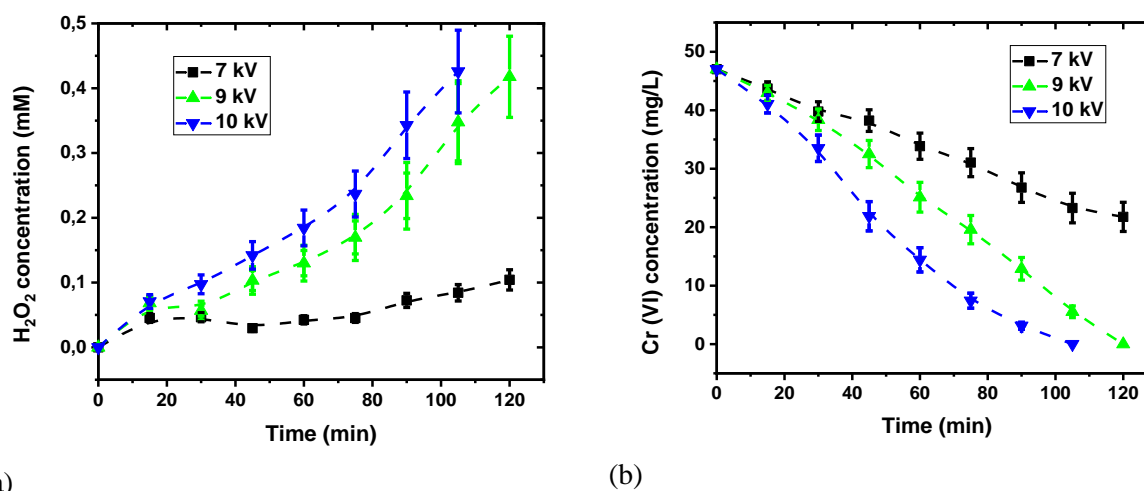 0,5
0,4
0,3
0,2
0,1
0,0
H₂O₂ concentration (mM)
7 kV
9 kV
10 kV
0 20 40 60 80 100 120
Time (min)
a)
50
40
30
20
10
0
Cr (VI) concentration (mg/L)
7 kV
9 kV
10 kV
0 20 40 60 80 100 120
Time (min)
(b)